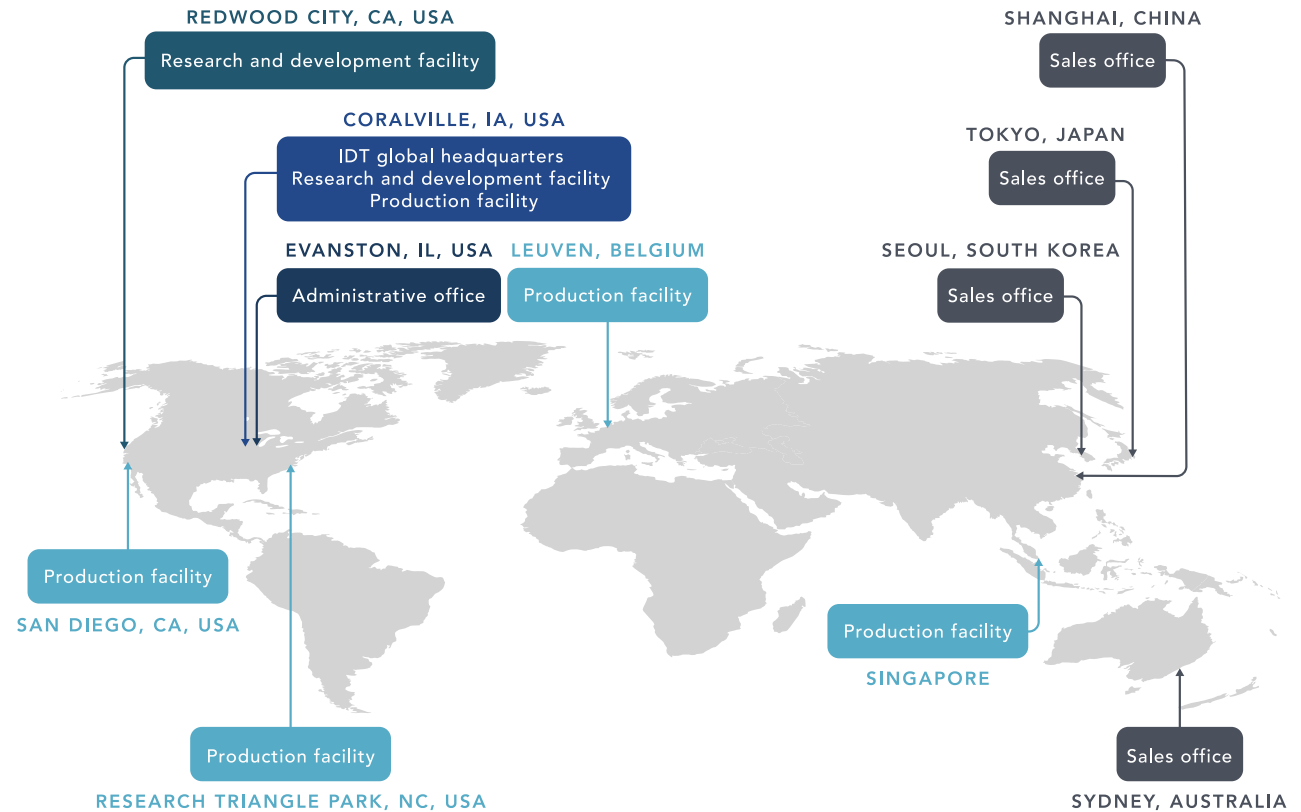 REDWOOD CITY, CA, USA
Research and development facility
SHANGHAI, CHINA
Sales office
CORALVILLE, IA, USA
IDT global headquarters
Research and development facility
Production facility
TOKYO, JAPAN
Sales office
EVANSTON, IL, USA
Administrative office
LEUVEN, BELGIUM
Production facility
SEOUL, SOUTH KOREA
Sales office
Production facility
SAN DIEGO, CA, USA
Production facility
SINGAPORE
Production facility
RESEARCH TRIANGLE PARK, NC, USA
Sales office
SYDNEY, AUSTRALIA